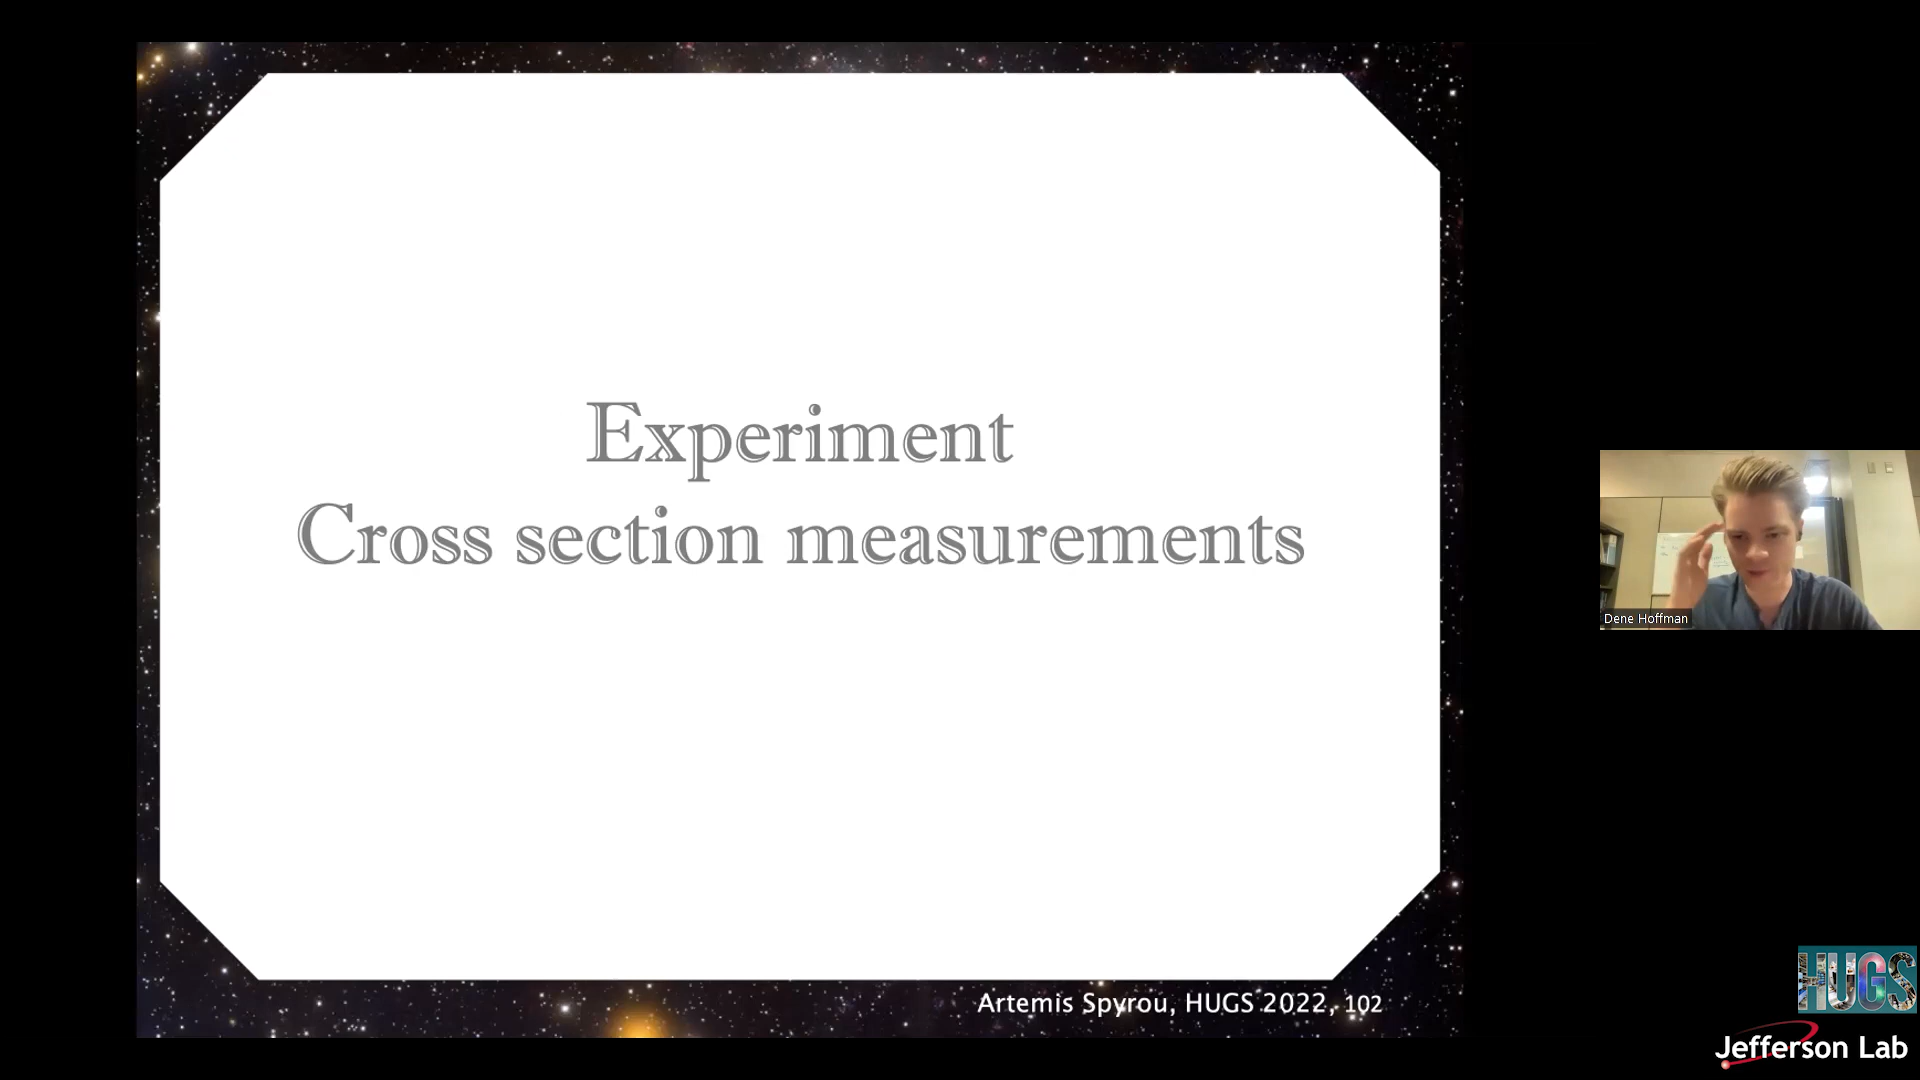 Experiment
Cross section measurements
Dene Hoffman
HUGS
Artemis Spyrou, HUGS 2022, 102
Jefferson Lab